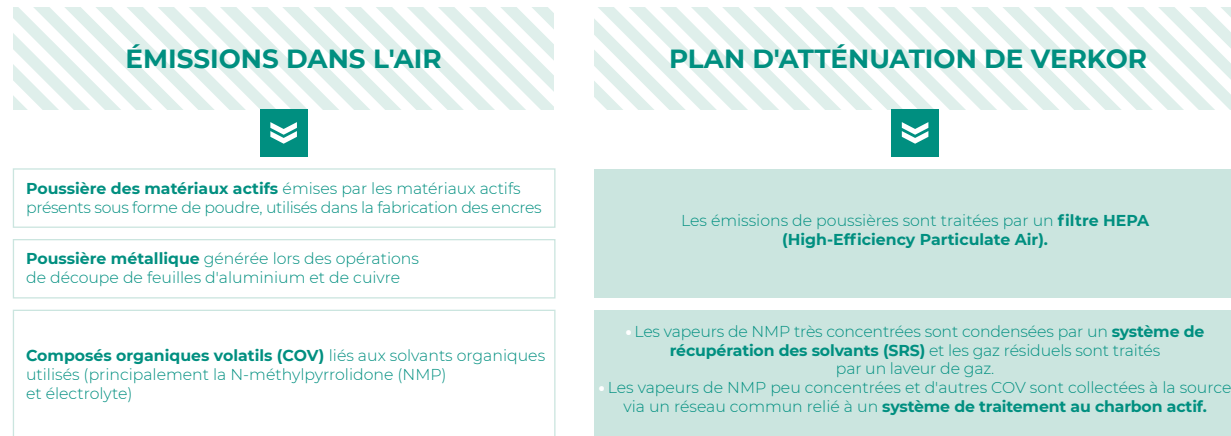 ÉMISSIONS DANS L'AIR
Poussière des matériaux actifs émises par les matériaux actifs
présents sous forme de poudre, utilisés dans la fabrication des encres
Poussière métallique générée lors des opérations
de découpe de feuilles d'aluminium et de cuivre
Composés organiques volatils (COV) liés aux solvants organiques
utilisés (principalement la N-méthylpyrrolidone (NMP)
et électrolyte)
PLAN D'ATTÉNUATION DE VERKOR
Les émissions de poussières sont traitées par un filtre HEPA
(High-Efficiency Particulate Air).
• Les vapeurs de NMP très concentrées sont condensées par un système de
récupération des solvants (SRS) et les gaz résiduels sont traités
par un laveur de gaz.
• Les vapeurs de NMP peu concentrées et d'autres COV sont collectées à la source
via un réseau commun relié à un système de traitement au charbon actif.